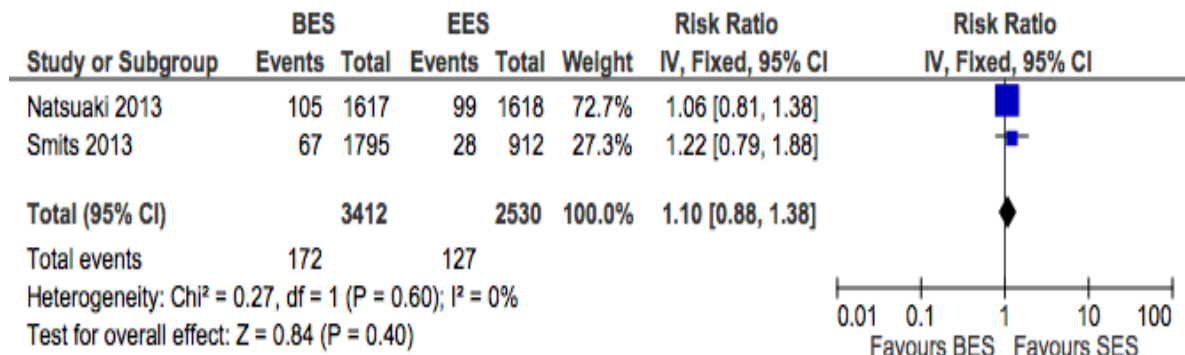 BES EES Risk Ratio Risk Ratio
Study or Subgroup Events Total Events Total Weight IV, Fixed, 95% CI IV, Fixed, 95% CI
Natsuaki 2013 105 1617 99 1618 72.7% 1.06 [0.81, 1.38]
Smits 2013 67 1795 28 912 27.3% 1.22 [0.79, 1.88]
Total (95% CI) 3412 2530 100.0% 1.10 [0.88, 1.38]
Total events 172 127
Heterogeneity: Chi² = 0.27, df = 1 (P = 0.60); I² = 0%
Test for overall effect: Z = 0.84 (P = 0.40)
0.01 0.1 1 10 100
Favours BES Favours SES